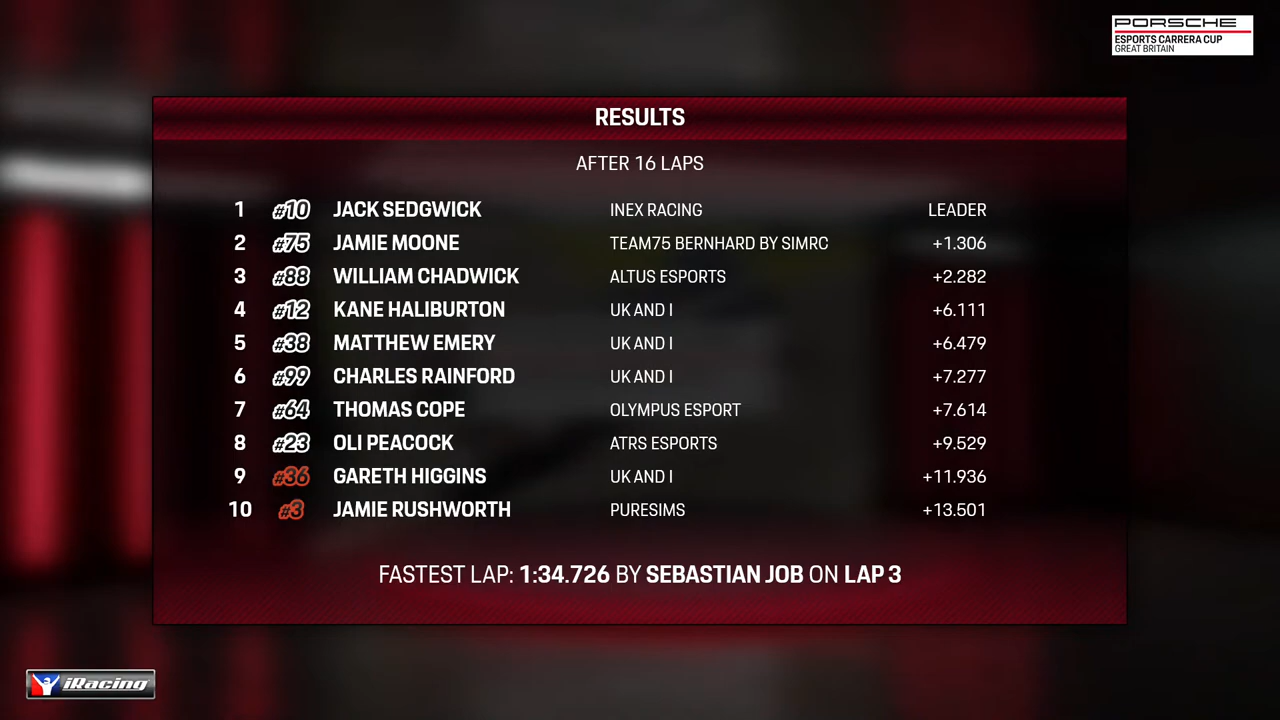 PORSCHE
ESPORTS CARRERA CUP
GREAT BRITAIN
RESULTS
AFTER 16 LAPS
1 #10 JACK SEDGWICK INEX RACING LEADER
2 #75 JAMIE MOONE TEAM75 BERNHARD BY SIMRC +1.306
3 #88 WILLIAM CHADWICK ALTUS ESPORTS +2.282
4 #12 KANE HALIBURTON UK AND I +6.111
5 #38 MATTHEW EMERY UK AND I +6.479
6 #99 CHARLES RAINFORD UK AND I +7.277
7 #64 THOMAS COPE OLYMPUS ESPORT +7.614
8 #23 OLI PEACOCK ATRS ESPORTS +9.529
9 #36 GARETH HIGGINS UK AND I +11.936
10 #3 JAMIE RUSHWORTH PURESIMS +13.501
FASTEST LAP: 1:34.726 BY SEBASTIAN JOB ON LAP 3
iRacing